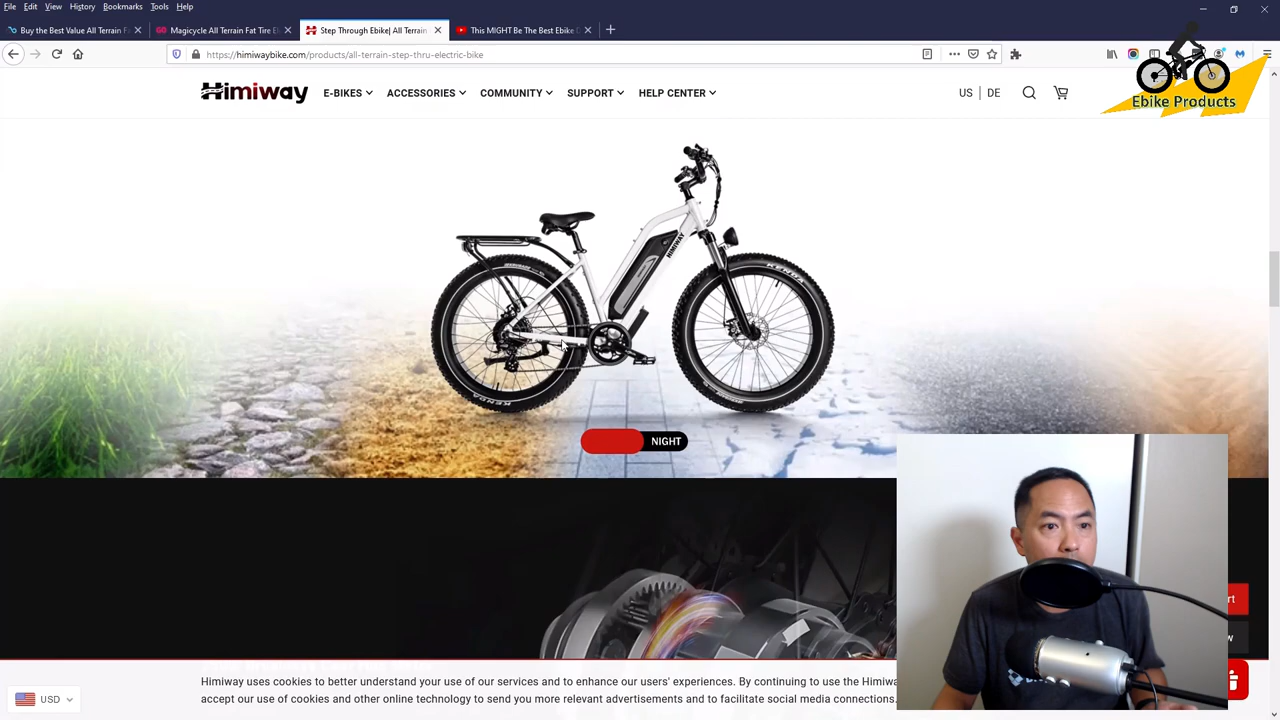 File Edit View History Bookmarks Tools Help
Buy the Best Value All Terrain F
Magicycle All Terrain Fat Tire E
Step Through Ebike| All Terrain
This MIGHT Be The Best Ebike D
https://himiwaybike.com/products/all-terrain-step-thru-electric-bike
Himiway
E-BIKES
ACCESSORIES
COMMUNITY
SUPPORT
HELP CENTER
US | DE
Ebike Products
HIMIWAY
KENDA
KENDA
NIGHT
Himiway uses cookies to better understand your use of our services and to enhance our users' experiences. By continuing to use the Himiwa
accept our use of cookies and other online technology to send you more relevant advertisements and to facilitate social media connections.
USD